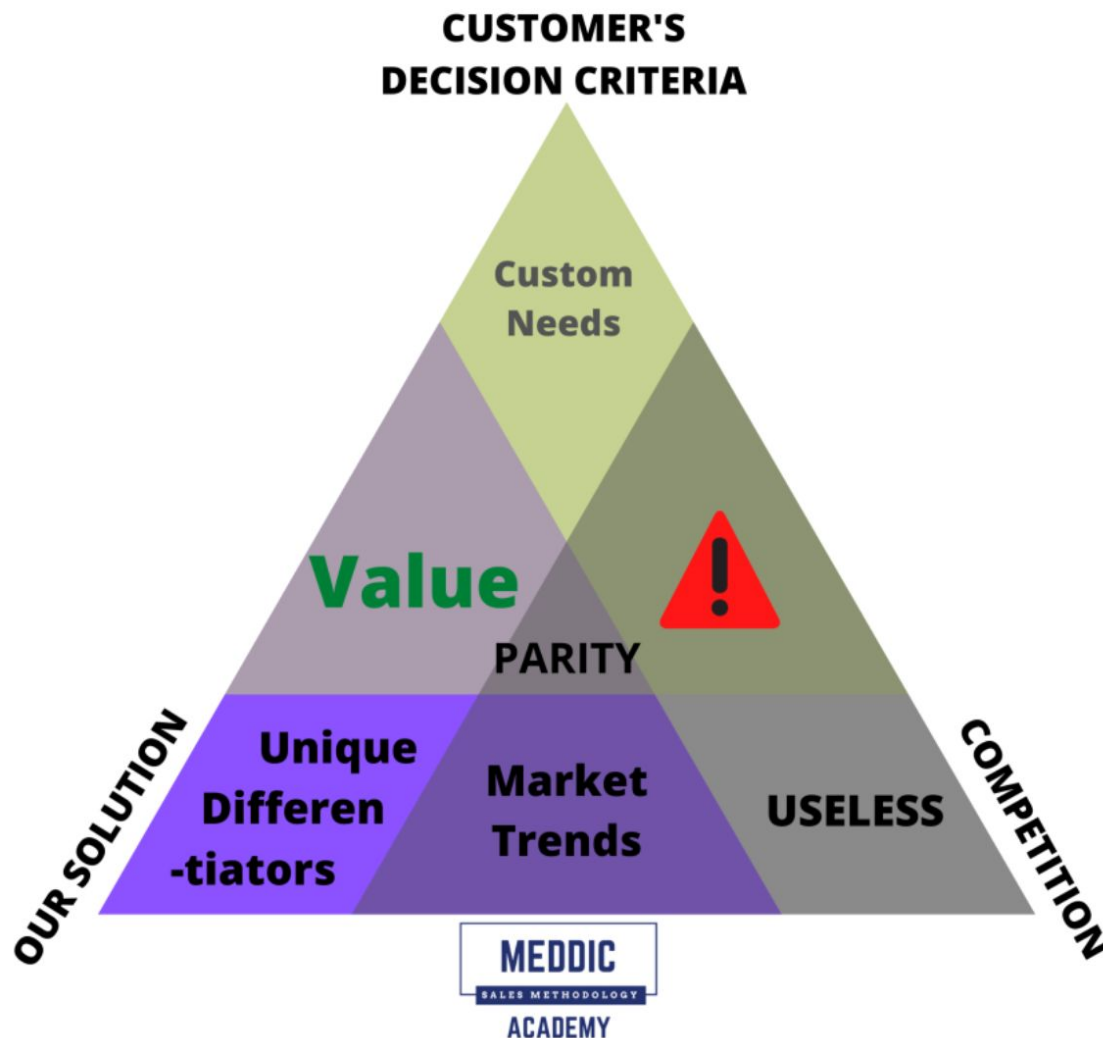 CUSTOMER'S
DECISION CRITERIA
Custom
Needs
Value
PARITY
OUR SOLUTION
Unique
Differen
-tiators
Market
Trends
USELESS
COMPETITION
MEDDIC
SALES METHODOLOGY
ACADEMY